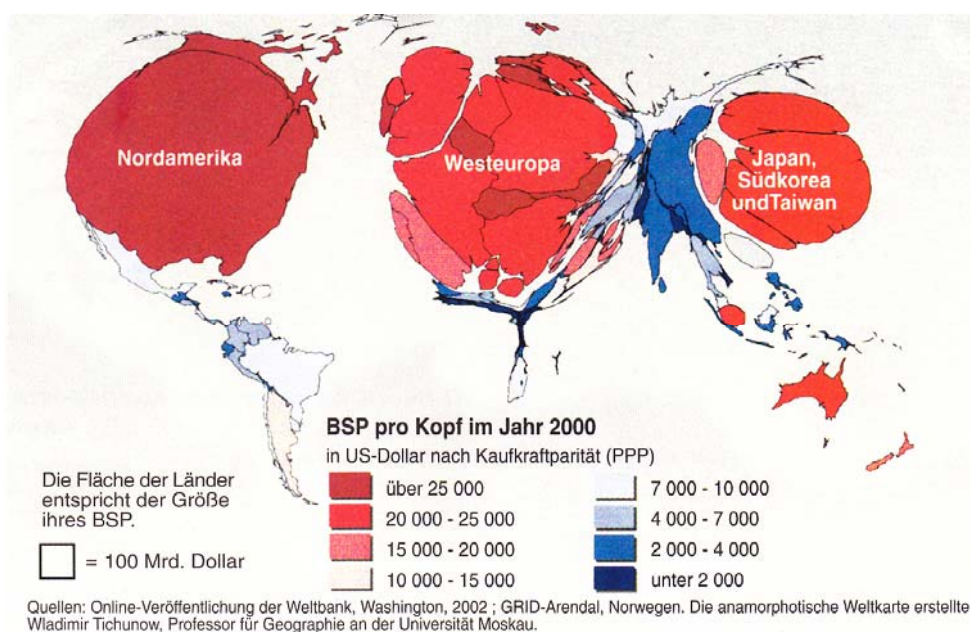 Nordamerika
Westeuropa
Japan,
Südkorea
undTaiwan
BSP pro Kopf im Jahr 2000
in US-Dollar nach Kaufkraftparität (PPP)
über 25 000
20 000 - 25 000
15 000 - 20 000
10 000 - 15 000
7 000 - 10 000
4 000 - 7 000
2 000 - 4 000
unter 2 000
Die Fläche der Länder
entspricht der Größe
ihres BSP.
= 100 Mrd. Dollar
Quellen: Online-Veröffentlichung der Weltbank, Washington, 2002 ; GRID-Arendal, Norwegen. Die anamorphotische Weltkarte erstellte
Wladimir Tichunow, Professor für Geographie an der Universität Moskau.